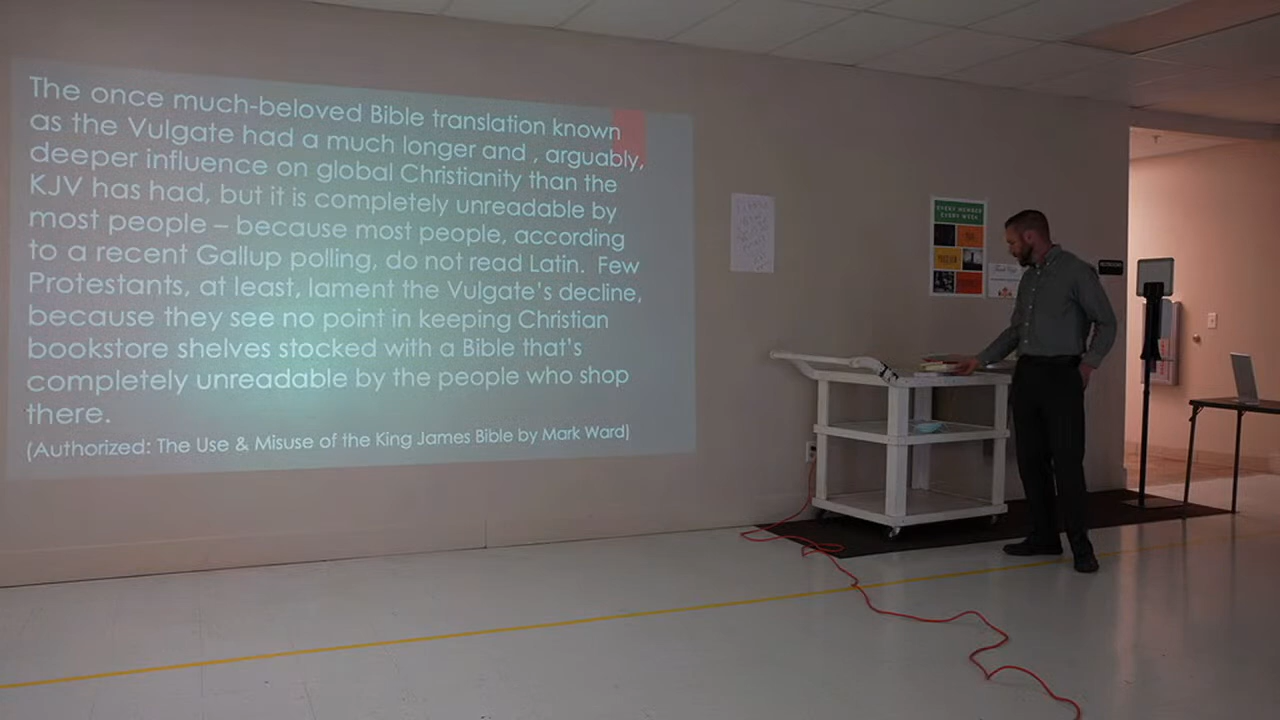 The once much-beloved Bible translation known
as the Vulgate had a much longer and , arguably,
deeper influence on global Christianity than the
KJV has had, but it is completely unreadable by
most people – because most people, according
to a recent Gallup polling, do not read Latin.  Few
Protestants, at least, lament the Vulgate's decline,
because they see no point in keeping Christian
bookstore shelves stocked with a Bible that's
completely unreadable by the people who shop
there.
(Authorized: The Use & Misuse of the King James Bible by Mark Ward)
EVERY MEMBER
EVERY WEEK